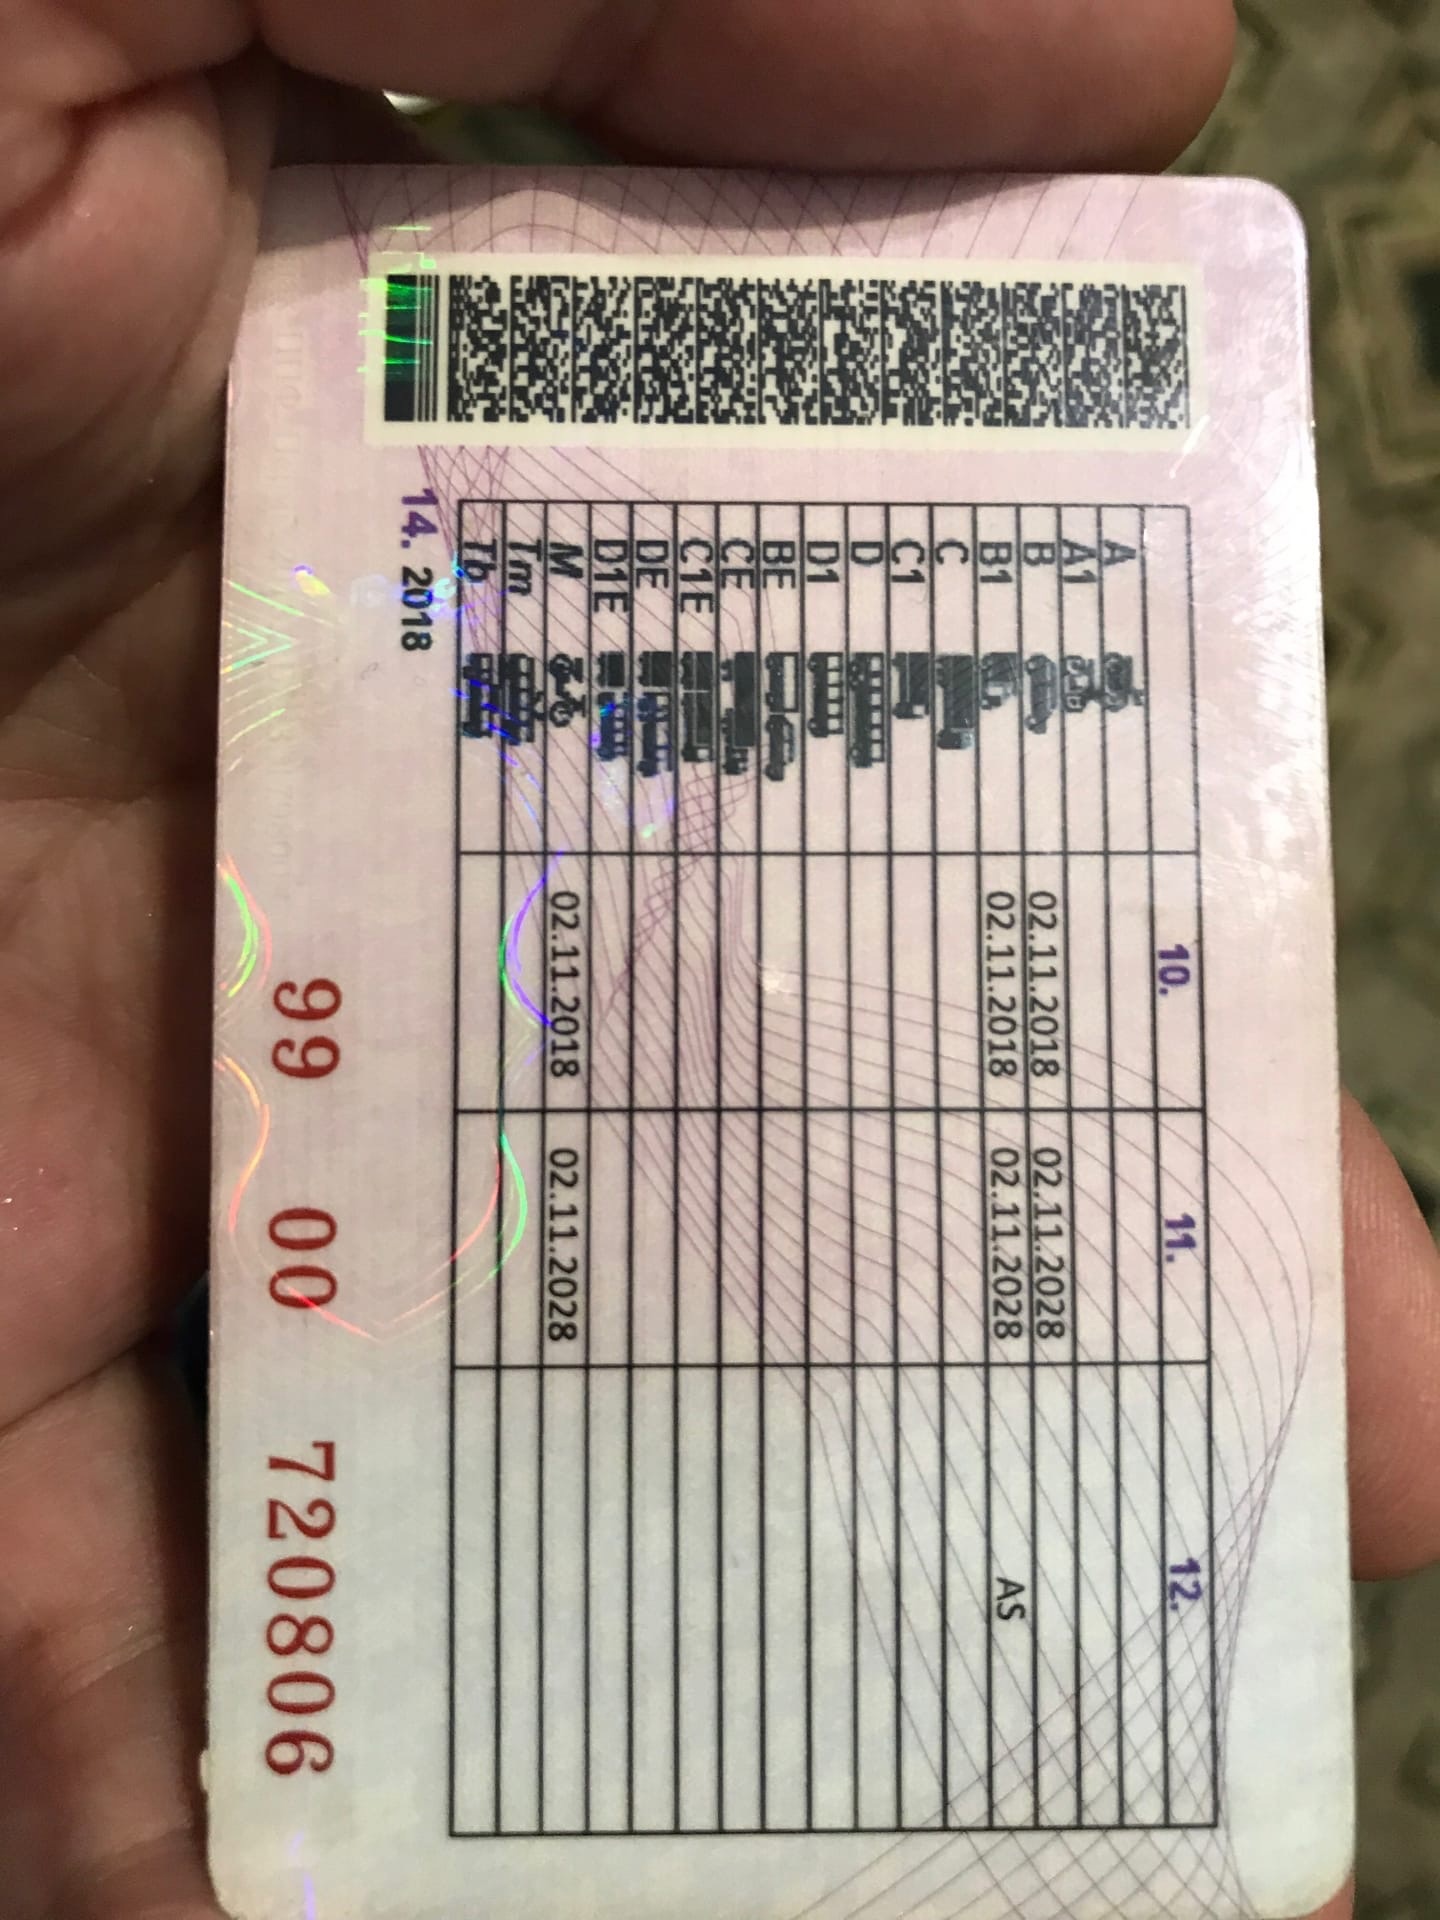 10. 11. 12.
A
A1
B 02.11.2018 02.11.2028
B1 02.11.2018 02.11.2028 AS
C
C1
D
D1
BE
CE
C1E
DE
D1E
M 02.11.2018 02.11.2028
Tm
Tb
14. 2018
99 00 720806